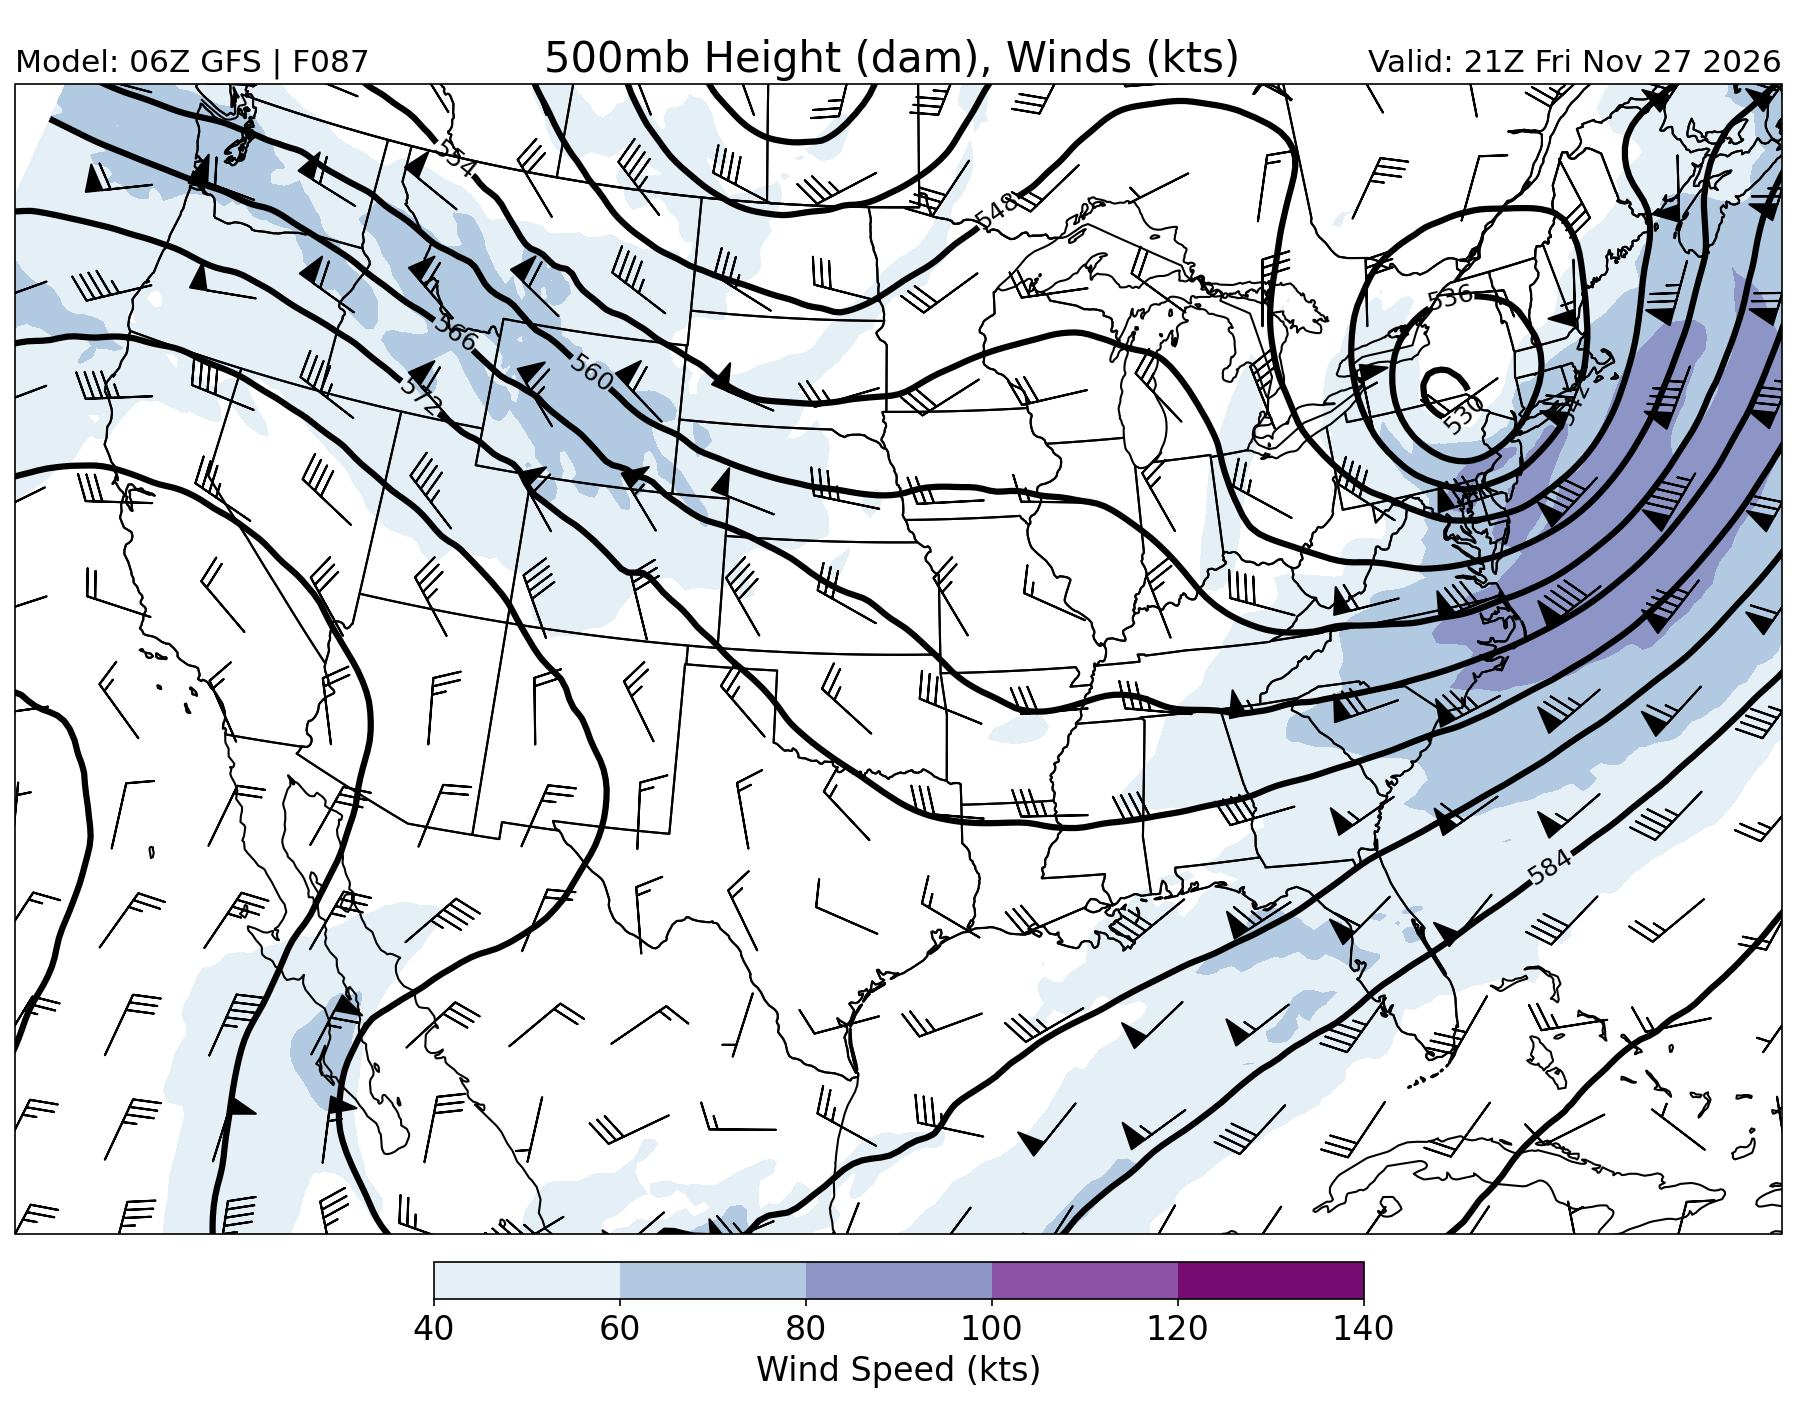 Model: 06Z GFS | F087
500mb Height (dam), Winds (kts)
Valid: 21Z Fri Nov 27 2026
554
548
536
566
560
572
530
542
584
40 60 80 100 120 140
Wind Speed (kts)